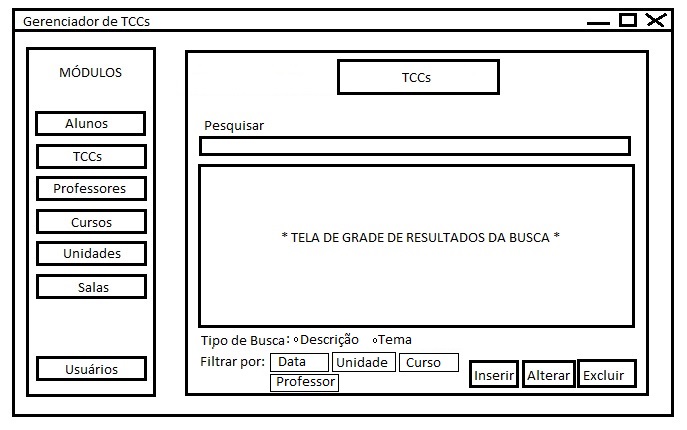 Gerenciador de TCCs
MÓDULOS
Alunos
TCCs
Professores
Cursos
Unidades
Salas
Usuários
TCCs
Pesquisar
* TELA DE GRADE DE RESULTADOS DA BUSCA *
Tipo de Busca: Descrição Tema
Filtrar por: Data Unidade Curso
Professor
Inserir Alterar Excluir